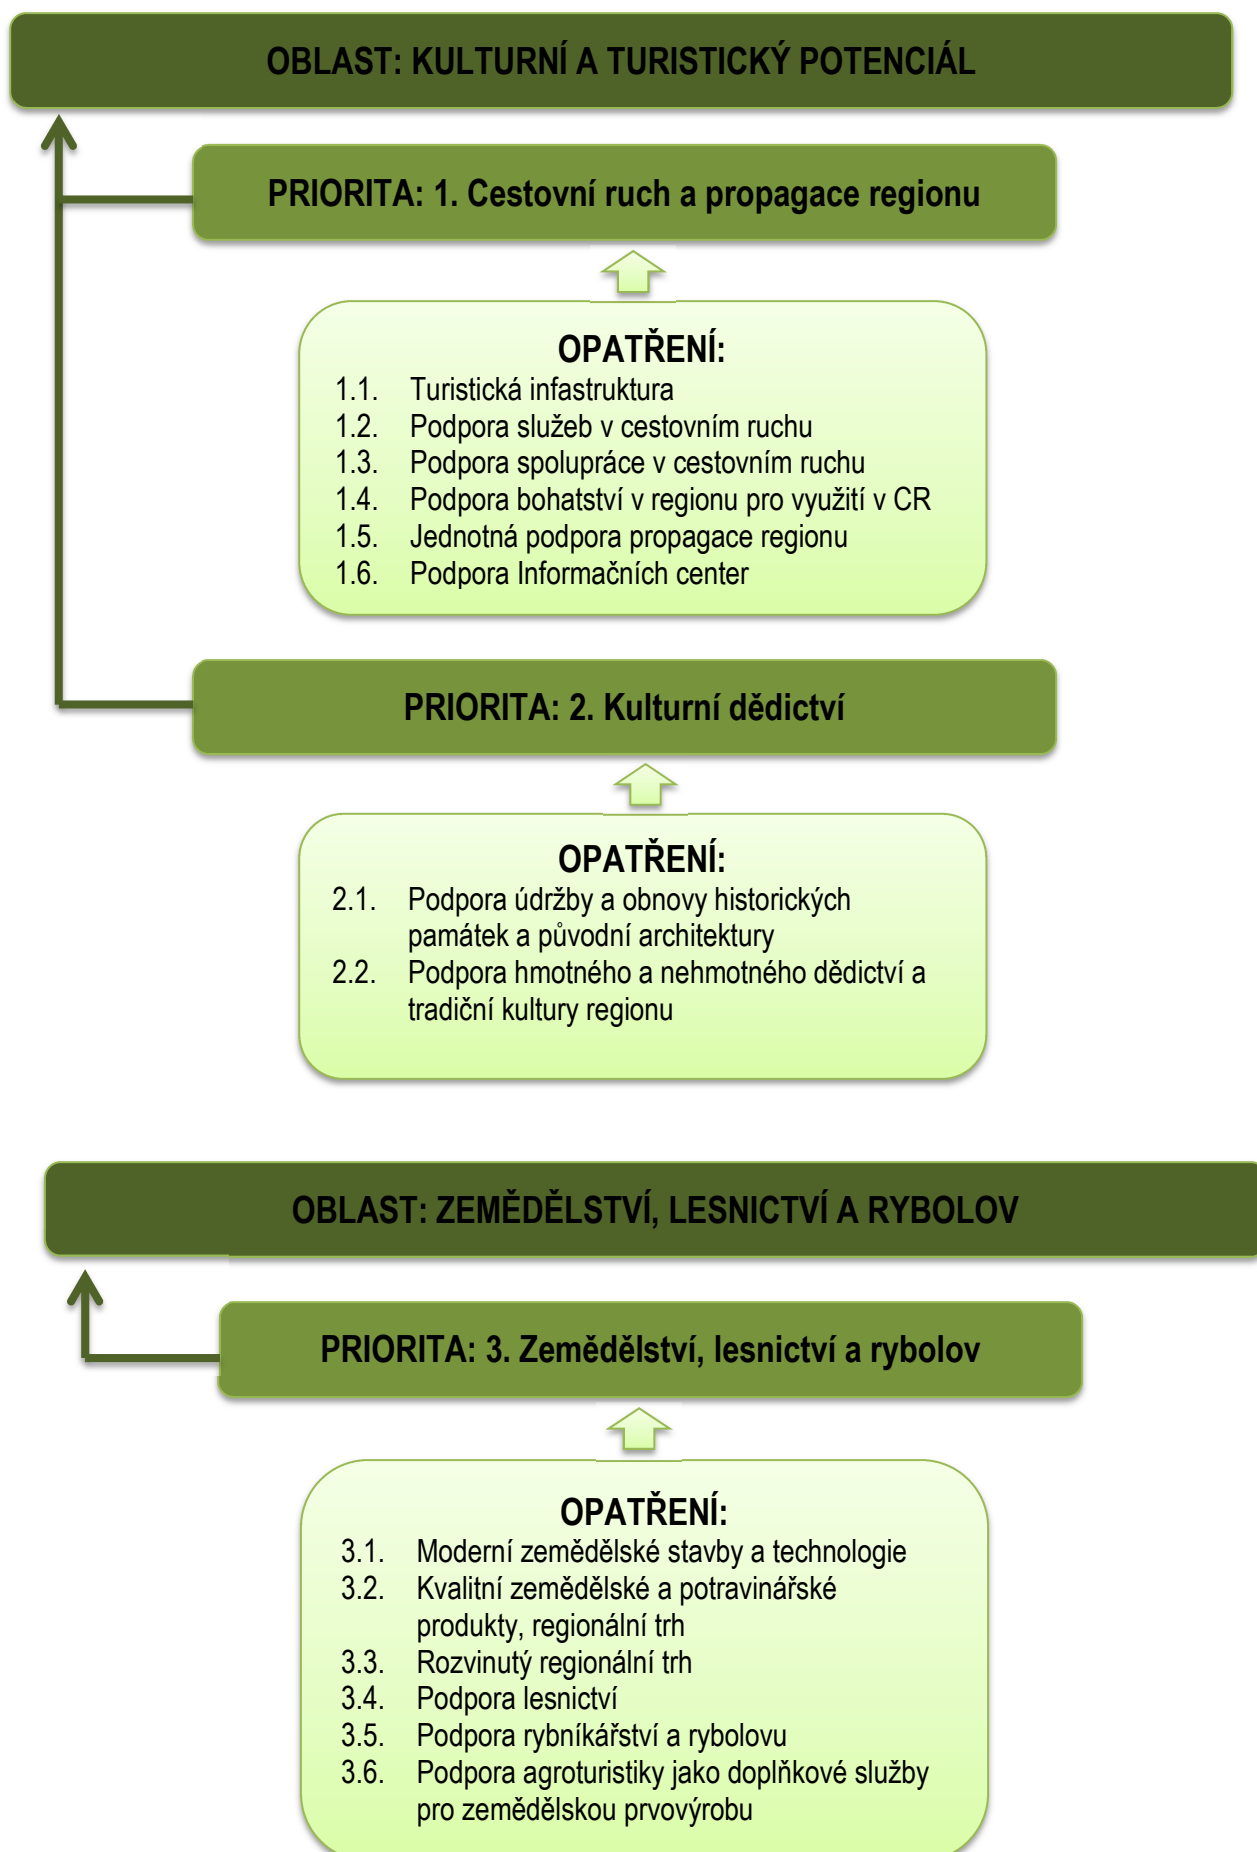 OBLAST: KULTURNÍ A TURISTICKÝ POTENCIÁL
PRIORITA: 1. Cestovní ruch a propagace regionu
OPATŘENÍ:
1.1. Turistická infastruktura
1.2. Podpora služeb v cestovním ruchu
1.3. Podpora spolupráce v cestovním ruchu
1.4. Podpora bohatství v regionu pro využití v CR
1.5. Jednotná podpora propagace regionu
1.6. Podpora Informačních center
PRIORITA: 2. Kulturní dědictví
OPATŘENÍ:
2.1. Podpora údržby a obnovy historických
památek a původní architektury
2.2. Podpora hmotného a nehmotného dědictví a
tradiční kultury regionu
OBLAST: ZEMĚDĚLSTVÍ, LESNICTVÍ A RYBOLOV
PRIORITA: 3. Zemědělství, lesnictví a rybolov
OPATŘENÍ:
3.1. Moderní zemědělské stavby a technologie
3.2. Kvalitní zemědělské a potravinářské
produkty, regionální trh
3.3. Rozvinutý regionální trh
3.4. Podpora lesnictví
3.5. Podpora rybníkářství a rybolovu
3.6. Podpora agroturistiky jako doplňkové služby
pro zemědělskou prvovýrobu